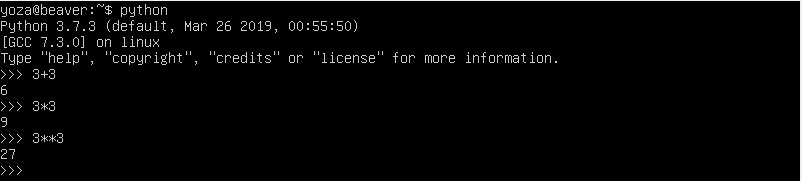 yoza@beaver:~$ python
Python 3.7.3 (default, Mar 26 2019, 00:55:50)
[GCC 7.3.0] on linux
Type "help", "copyright", "credits" or "license" for more information.
>>> 3+3
6
>>> 3*3
9
>>> 3**3
27
>>>